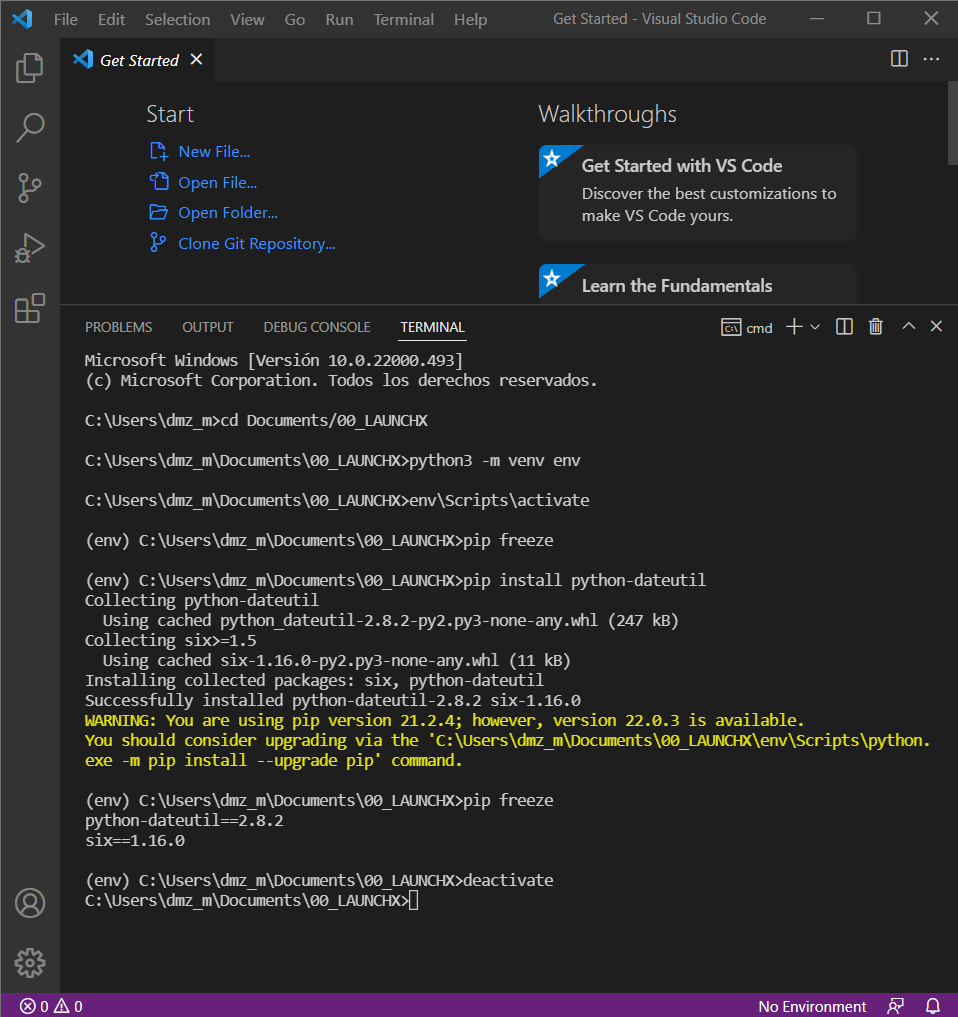 File Edit Selection View Go Run Terminal Help Get Started - Visual Studio Code
Get Started
Start
New File...
Open File...
Open Folder...
Clone Git Repository...
Walkthroughs
Get Started with VS Code
Discover the best customizations to
make VS Code yours.
Learn the Fundamentals
PROBLEMS OUTPUT DEBUG CONSOLE TERMINAL cmd
Microsoft Windows [Versión 10.0.22000.493]
(c) Microsoft Corporation. Todos los derechos reservados.
C:\Users\dmz_m>cd Documents/00_LAUNCHX
C:\Users\dmz_m\Documents\00_LAUNCHX>python3 -m venv env
C:\Users\dmz_m\Documents\00_LAUNCHX>env\Scripts\activate
(env) C:\Users\dmz_m\Documents\00_LAUNCHX>pip freeze
(env) C:\Users\dmz_m\Documents\00_LAUNCHX>pip install python-dateutil
Collecting python-dateutil
  Using cached python_dateutil-2.8.2-py2.py3-none-any.whl (247 kB)
Collecting six>=1.5
  Using cached six-1.16.0-py2.py3-none-any.whl (11 kB)
Installing collected packages: six, python-dateutil
Successfully installed python-dateutil-2.8.2 six-1.16.0
WARNING: You are using pip version 21.2.4; however, version 22.0.3 is available.
You should consider upgrading via the 'C:\Users\dmz_m\Documents\00_LAUNCHX\env\Scripts\python.
exe -m pip install --upgrade pip' command.
(env) C:\Users\dmz_m\Documents\00_LAUNCHX>pip freeze
python-dateutil==2.8.2
six==1.16.0
(env) C:\Users\dmz_m\Documents\00_LAUNCHX>deactivate
C:\Users\dmz_m\Documents\00_LAUNCHX>
0 0 No Environment